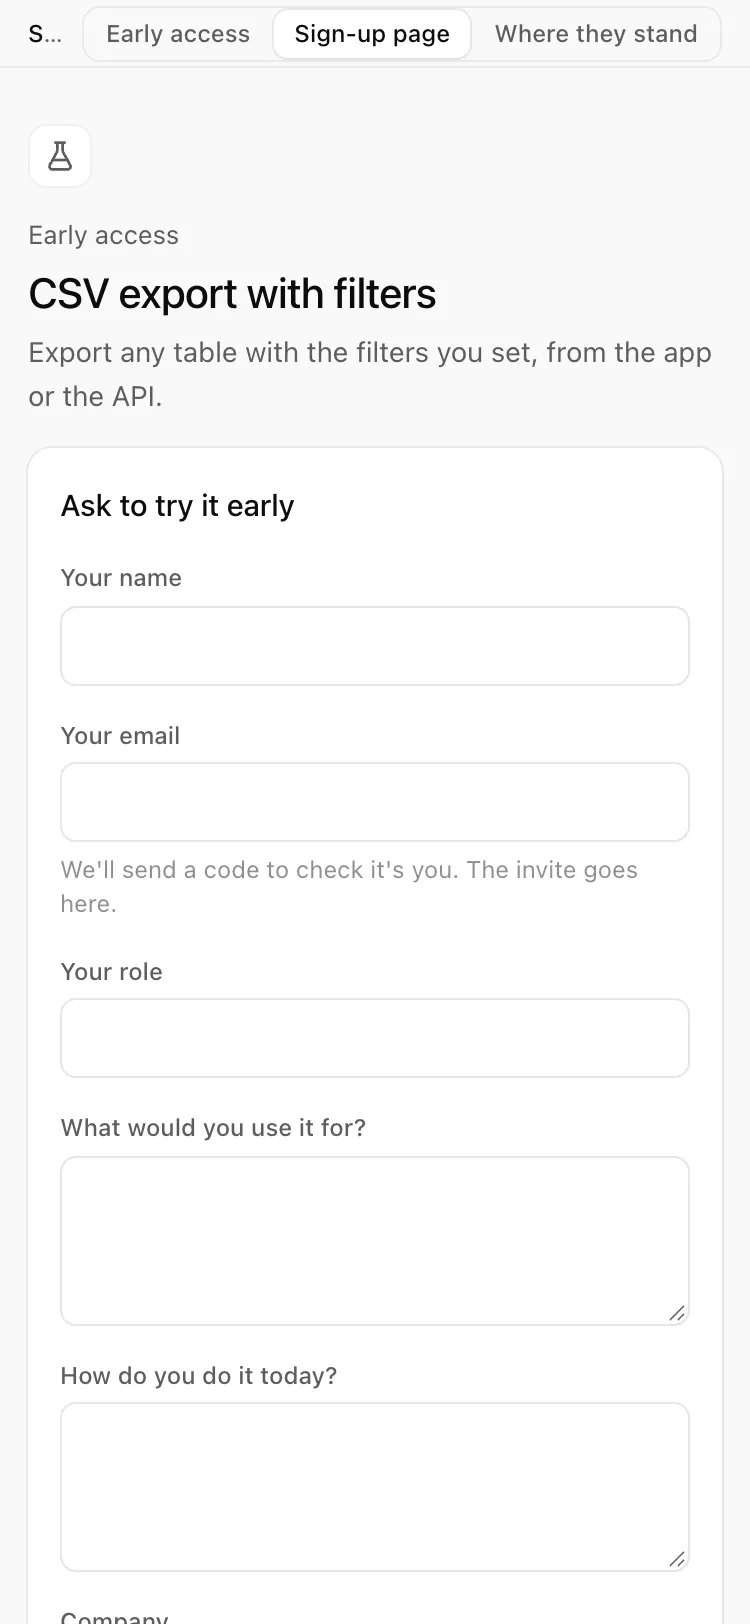 S...
Early access
Sign-up page
Where they stand
Early access
CSV export with filters
Export any table with the filters you set, from the app
or the API.
Ask to try it early
Your name
Your email
We'll send a code to check it's you. The invite goes
here.
Your role
What would you use it for?
How do you do it today?
Company